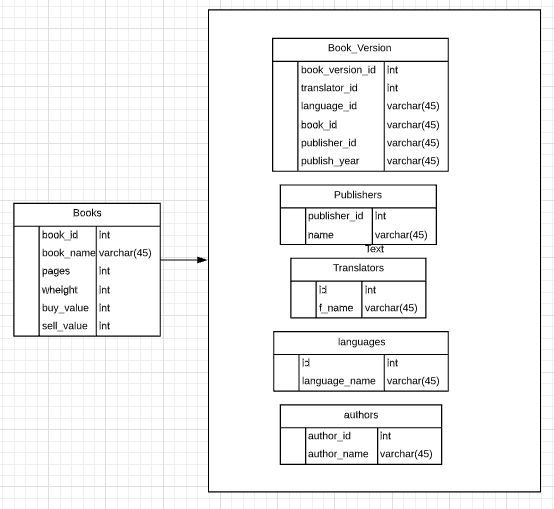 Book_Version
book_version_id int
translator_id int
language_id varchar(45)
book_id varchar(45)
publisher_id varchar(45)
publish_year varchar(45)
Publishers
publisher_id int
name varchar(45)
Text
Books
book_id int
book_name varchar(45)
pages int
wheight int
buy_value int
sell_value int
Translators
id int
f_name varchar(45)
languages
id int
language_name varchar(45)
authors
author_id int
author_name varchar(45)